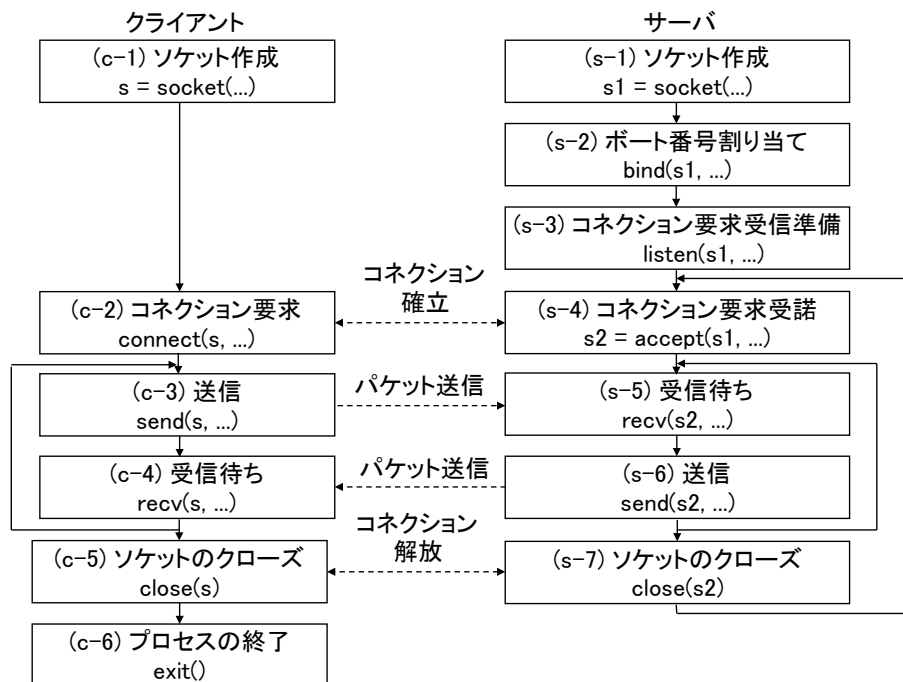 クライアント
(c-1) ソケット作成
s = socket(...)
(c-2) コネクション要求
connect(s, ...)
(c-3) 送信
send(s, ...)
(c-4) 受信待ち
recv(s, ...)
(c-5) ソケットのクローズ
close(s)
(c-6) プロセスの終了
exit()
コネクション
確立
パケット送信
パケット送信
コネクション
解放
サーバ
(s-1) ソケット作成
s1 = socket(...)
(s-2) ポート番号割り当て
bind(s1, ...)
(s-3) コネクション要求受信準備
listen(s1, ...)
(s-4) コネクション要求受諾
s2 = accept(s1, ...)
(s-5) 受信待ち
recv(s2, ...)
(s-6) 送信
send(s2, ...)
(s-7) ソケットのクローズ
close(s2)